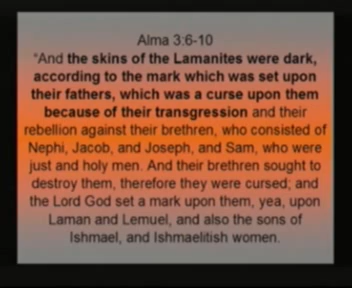 Alma 3:6-10
"And the skins of the Lamanites were dark,
according to the mark which was set upon
their fathers, which was a curse upon them
because of their transgression and their
rebellion against their brethren, who consisted of
Nephi, Jacob, and Joseph, and Sam, who were
just and holy men. And their brethren sought to
destroy them, therefore they were cursed; and
the Lord God set a mark upon them, yea, upon
Laman and Lemuel, and also the sons of
Ishmael, and Ishmaelitish women.